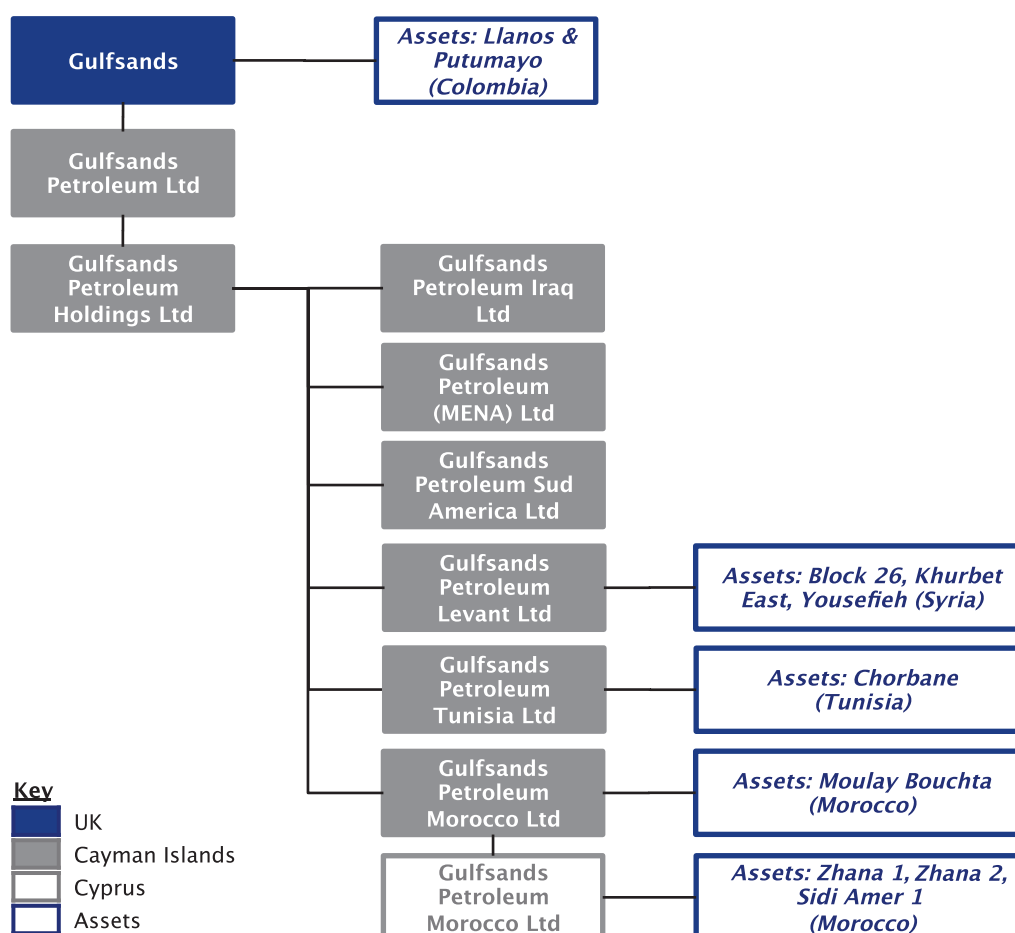 Gulfsands
Assets: Llanos &
Putumayo
(Colombia)
Gulfsands
Petroleum Ltd
Gulfsands
Petroleum
Holdings Ltd
Gulfsands
Petroleum Iraq
Ltd
Gulfsands
Petroleum
(MENA) Ltd
Gulfsands
Petroleum Sud
America Ltd
Gulfsands
Petroleum
Levant Ltd
Assets: Block 26, Khurbet
East, Yousefieh (Syria)
Gulfsands
Petroleum
Tunisia Ltd
Assets: Chorbane
(Tunisia)
Gulfsands
Petroleum
Morocco Ltd
Assets: Moulay Bouchta
(Morocco)
Gulfsands
Petroleum
Morocco Ltd
Assets: Zhana 1, Zhana 2,
Sidi Amer 1
(Morocco)
Key
UK
Cayman Islands
Cyprus
Assets